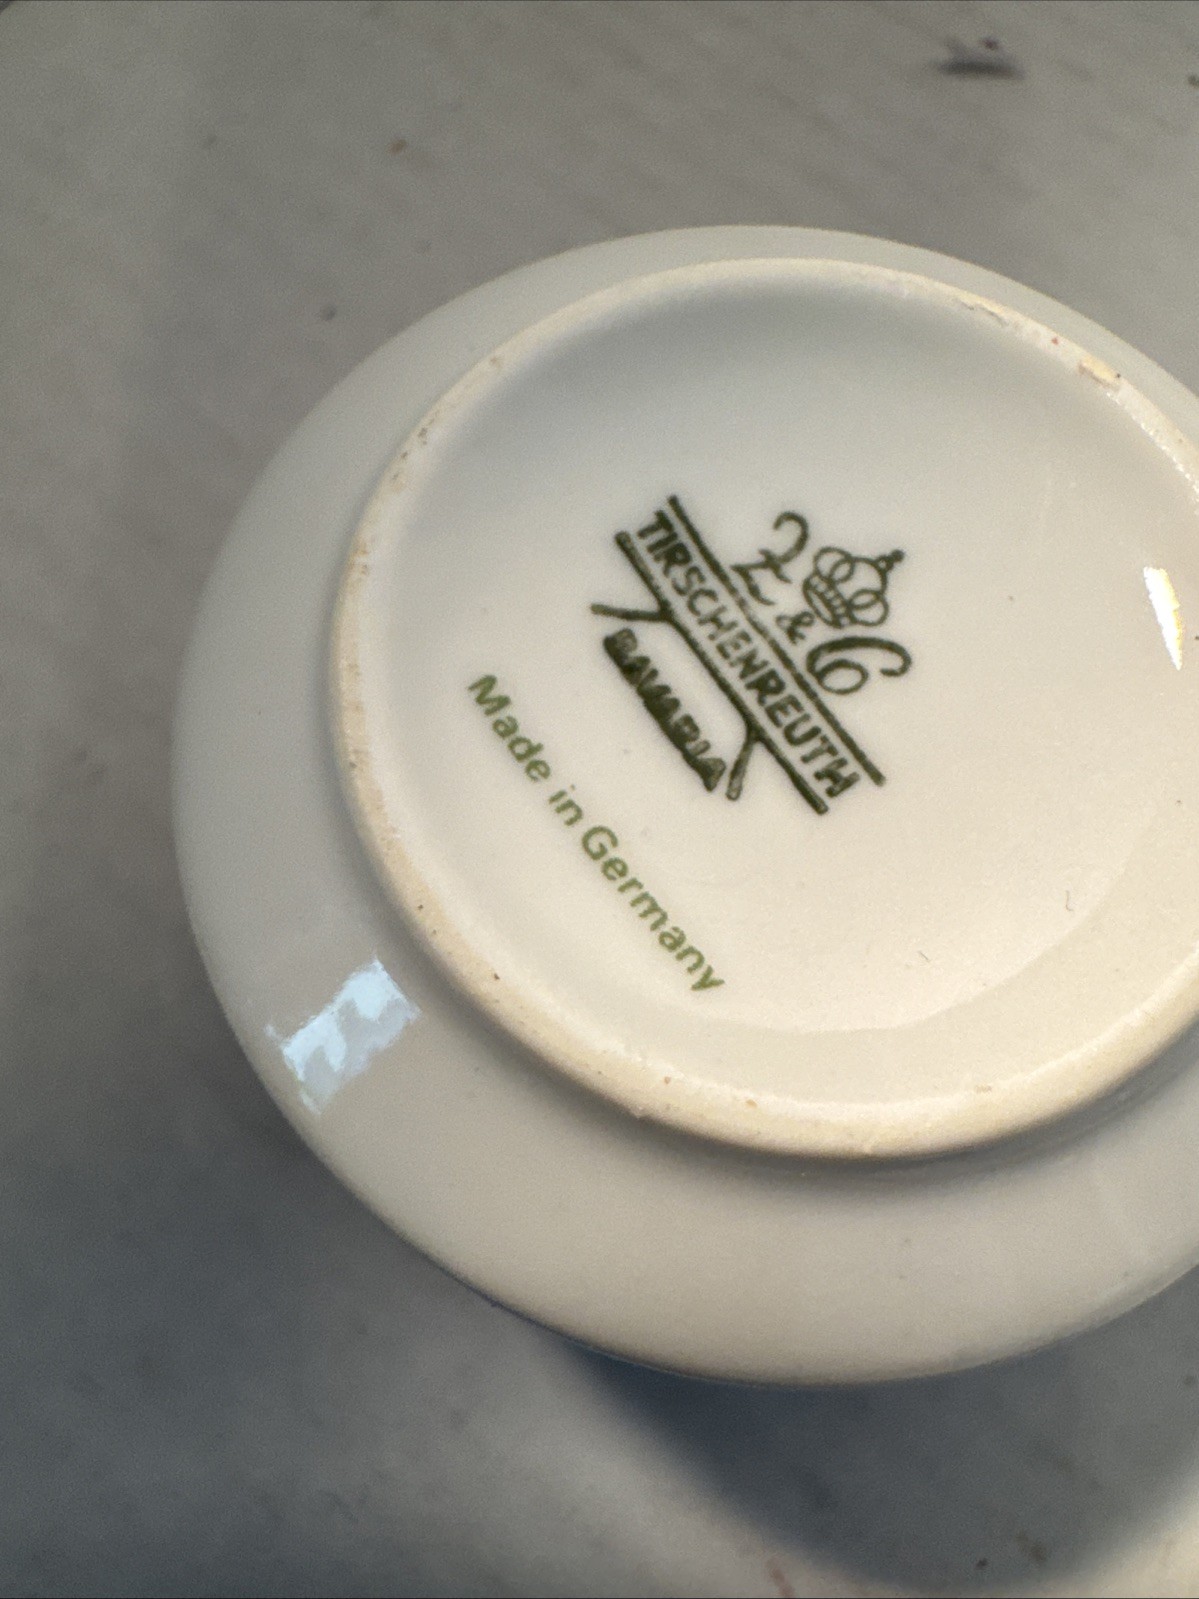 Z & C
TIRSCHENREUTH
BAVARIA
Made in Germany